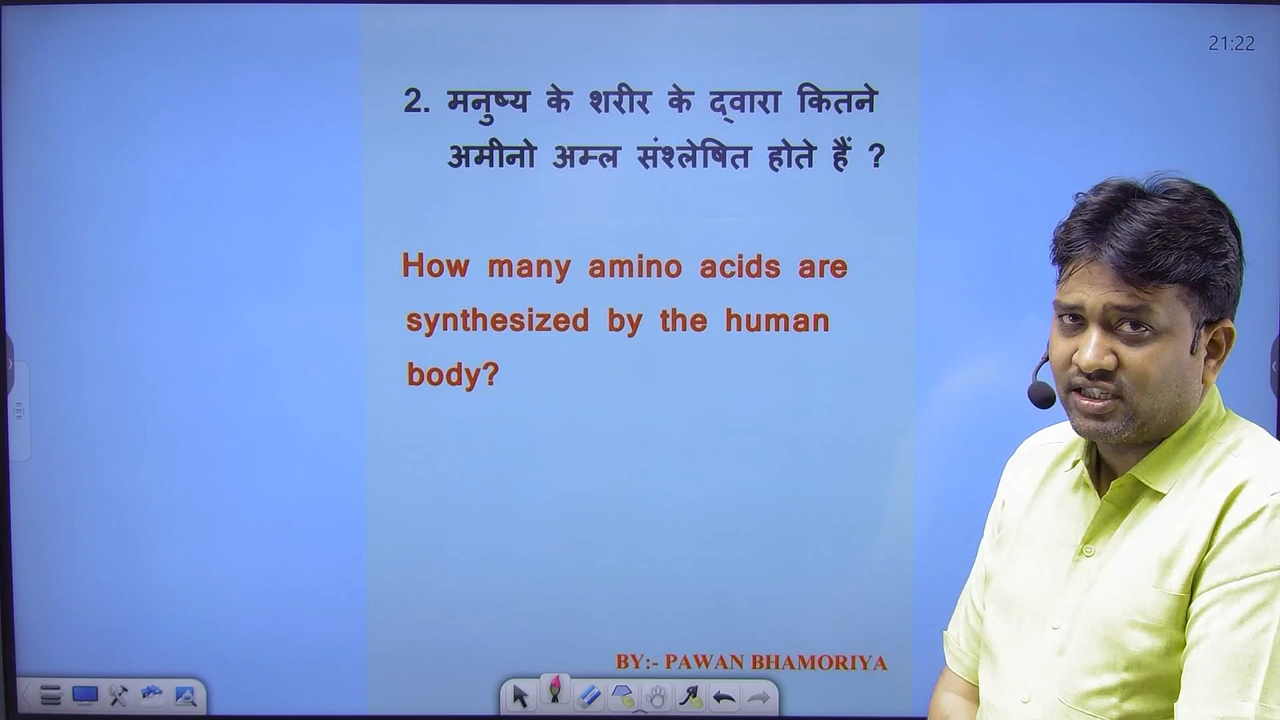 21:22
2. मनुष्य के शरीर के द्वारा कितने
अमीनो अम्ल संश्लेषित होते हैं ?
How many amino acids are
synthesized by the human
body?
BY:- PAWAN BHAMORIYA